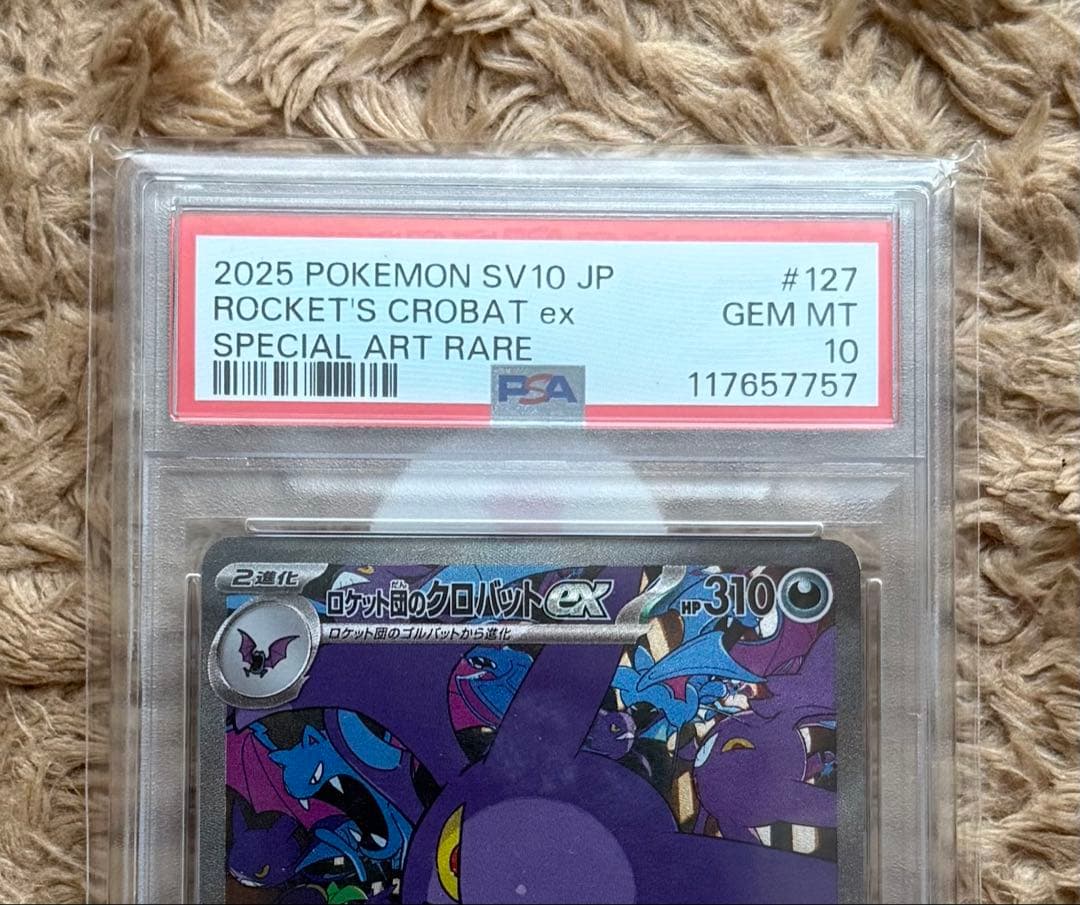 2025 POKEMON SV10 JP #127
ROCKET'S CROBAT ex GEM MT
SPECIAL ART RARE 10
PSA 117657757
2進化
ロケット団のクロバットex HP310
だん
ロケット団のゴルバットから進化